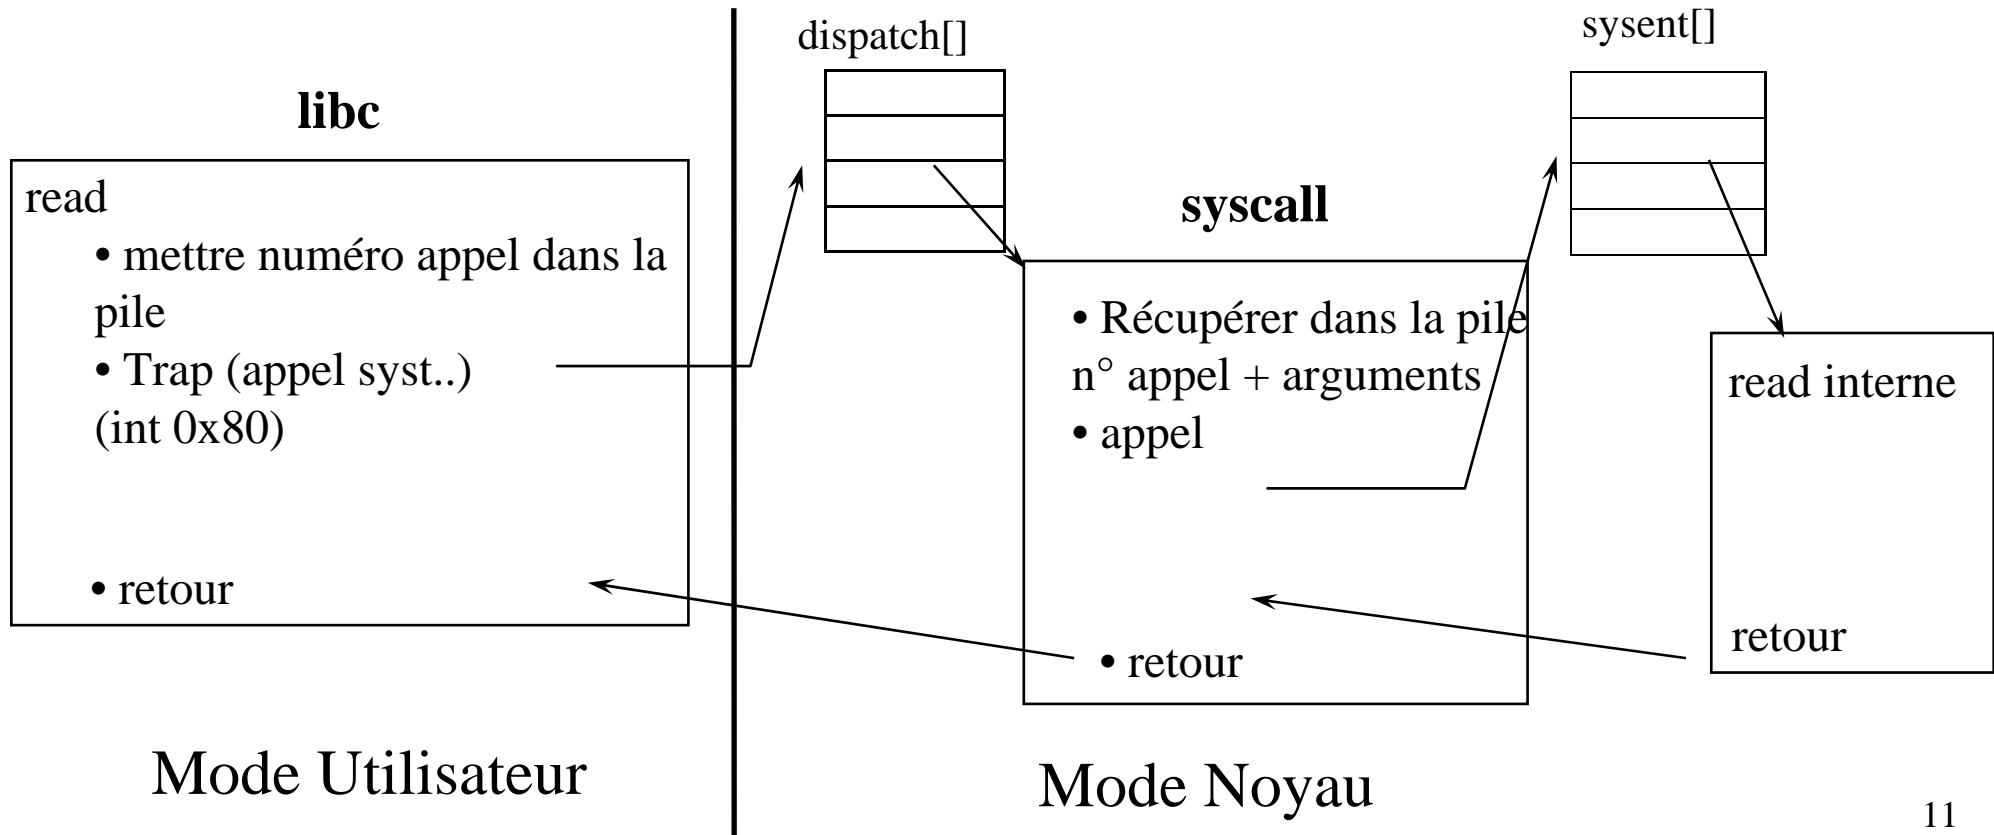 dispatch[]
sysent[]
libc
read
• mettre numéro appel dans la
pile
• Trap (appel syst..)
(int 0x80)
• retour
syscall
• Récupérer dans la pile
n° appel + arguments
• appel
• retour
read interne
retour
Mode Utilisateur
Mode Noyau
11